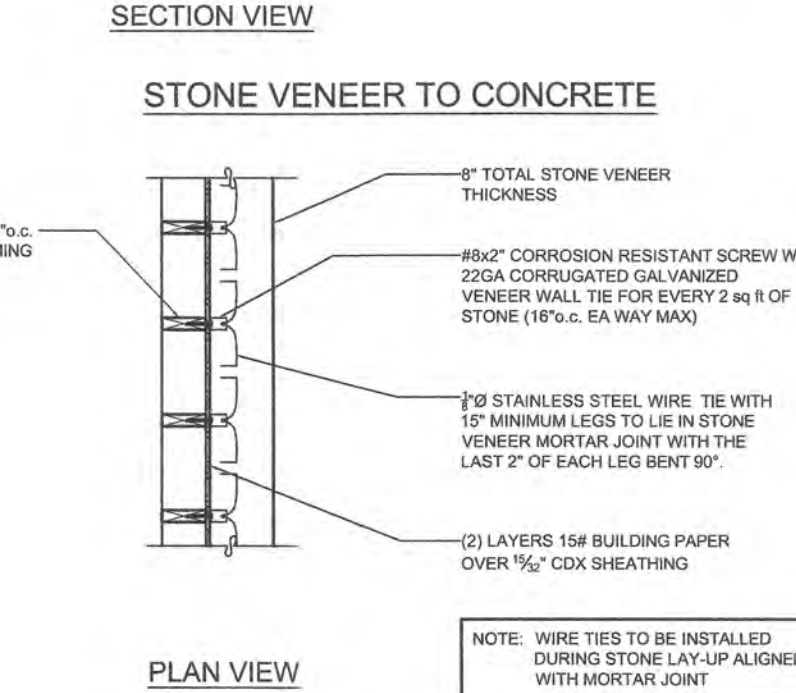 SECTION VIEW
STONE VENEER TO CONCRETE
"o.c.
8" TOTAL STONE VENEER
THICKNESS
#8x2" CORROSION RESISTANT SCREW W
22GA CORRUGATED GALVANIZED
VENEER WALL TIE FOR EVERY 2 sq ft OF
STONE (16"o.c. EA WAY MAX)
1/8"Ø STAINLESS STEEL WIRE TIE WITH
15" MINIMUM LEGS TO LIE IN STONE
VENEER MORTAR JOINT WITH THE
LAST 2" OF EACH LEG BENT 90°.
(2) LAYERS 15# BUILDING PAPER
OVER 15/32" CDX SHEATHING
PLAN VIEW
NOTE: WIRE TIES TO BE INSTALLED
DURING STONE LAY-UP ALIGNED
WITH MORTAR JOINT